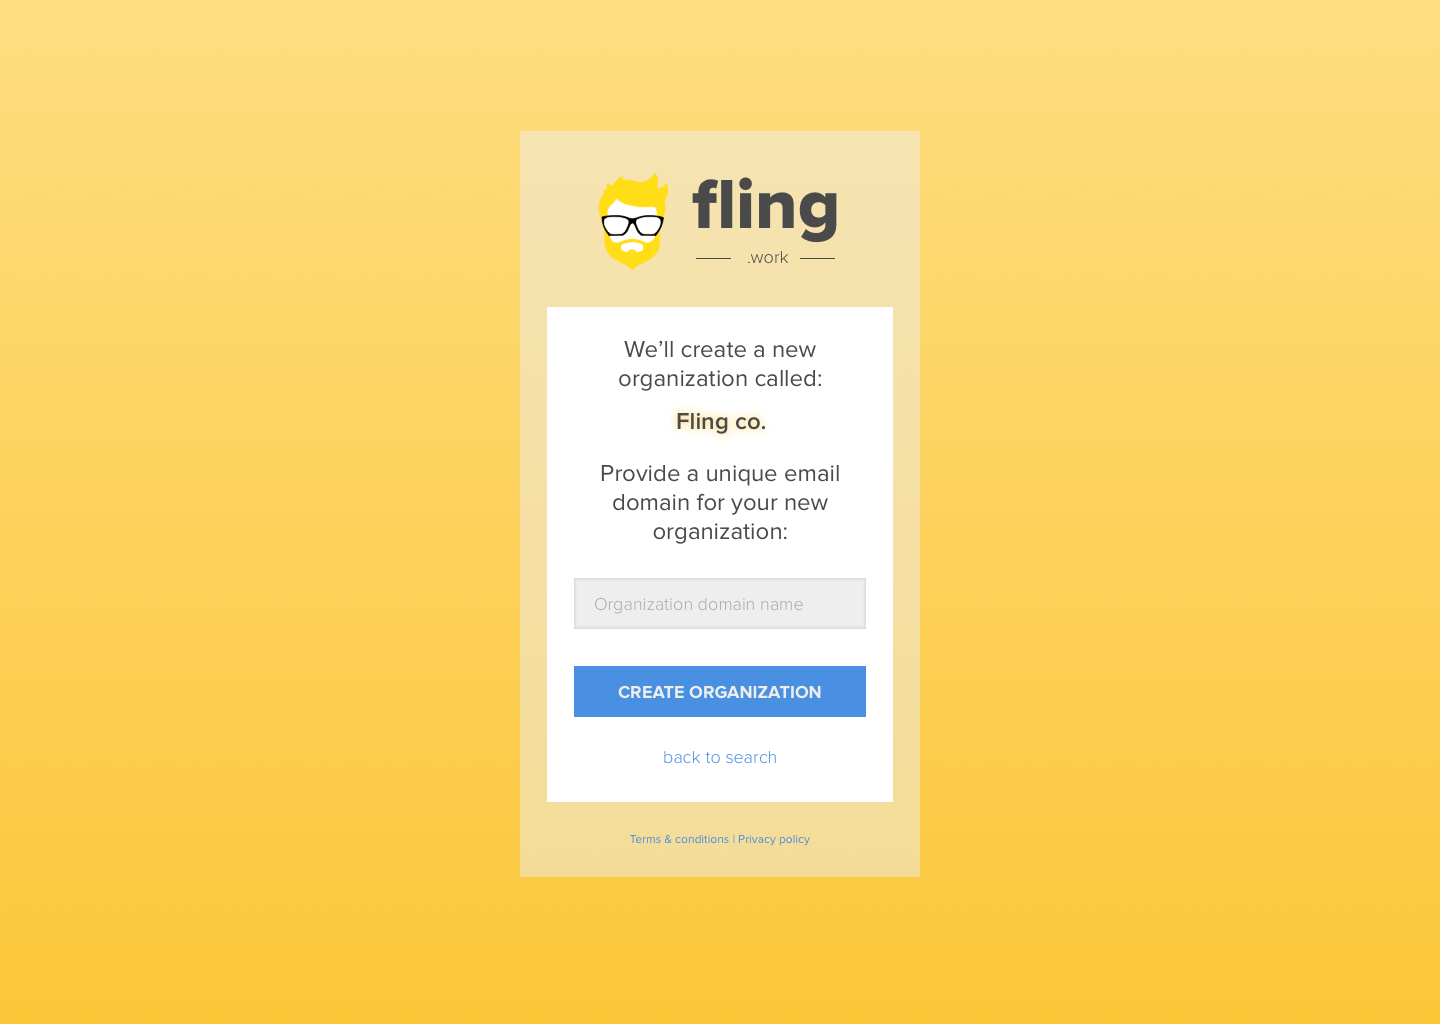 fling
.work
We’ll create a new
organization called:
Fling co.
Provide a unique email
domain for your new
organization:
Organization domain name
CREATE ORGANIZATION
back to search
Terms & conditions | Privacy policy